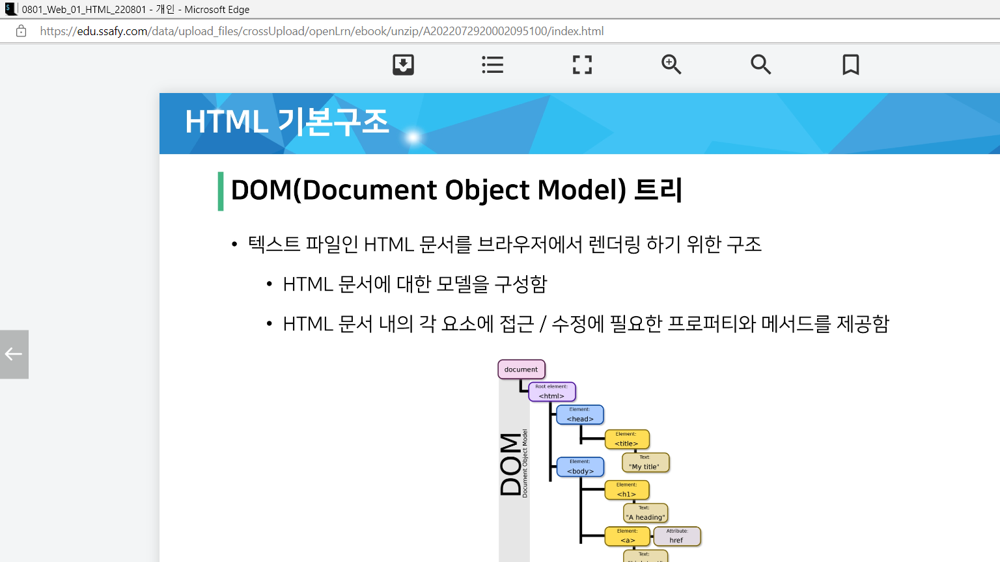 0801_Web_01_HTML_220801 - 개인 - Microsoft Edge
https://edu.ssafy.com/data/upload_files/crossUpload/openLrn/ebook/unzip/A2022072920002095100/index.html
HTML 기본구조
DOM(Document Object Model) 트리
• 텍스트 파일인 HTML 문서를 브라우저에서 렌더링 하기 위한 구조
• HTML 문서에 대한 모델을 구성함
• HTML 문서 내의 각 요소에 접근 / 수정에 필요한 프로퍼티와 메서드를 제공함
document
Root element:
<html>
Element:
<head>
Element:
<title>
Text:
"My title"
Element:
<body>
Element:
<h1>
Text:
"A heading"
Element:
<a>
Attribute:
href
Text:
DOM
Document Object Model